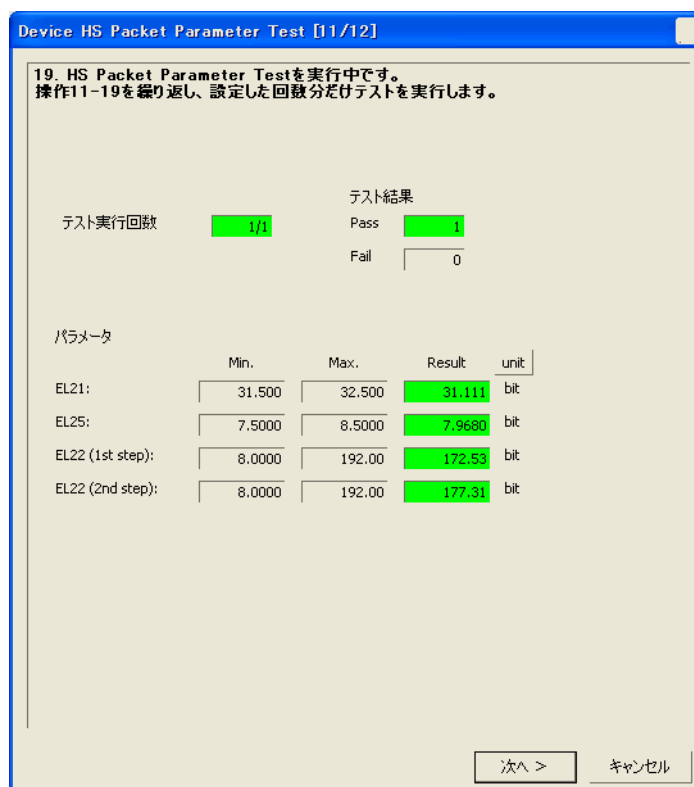 Device HS Packet Parameter Test [11/12]
19. HS Packet Parameter Testを実行中です。
操作11-19を繰り返し、設定した回数分だけテストを実行します。
テスト結果
テスト実行回数 1/1 Pass 1
Fail 0
パラメータ
Min. Max. Result unit
EL21: 31.500 32.500 31.111 bit
EL25: 7.5000 8.5000 7.9680 bit
EL22 (1st step): 8.0000 192.00 172.53 bit
EL22 (2nd step): 8.0000 192.00 177.31 bit
次へ > キャンセル